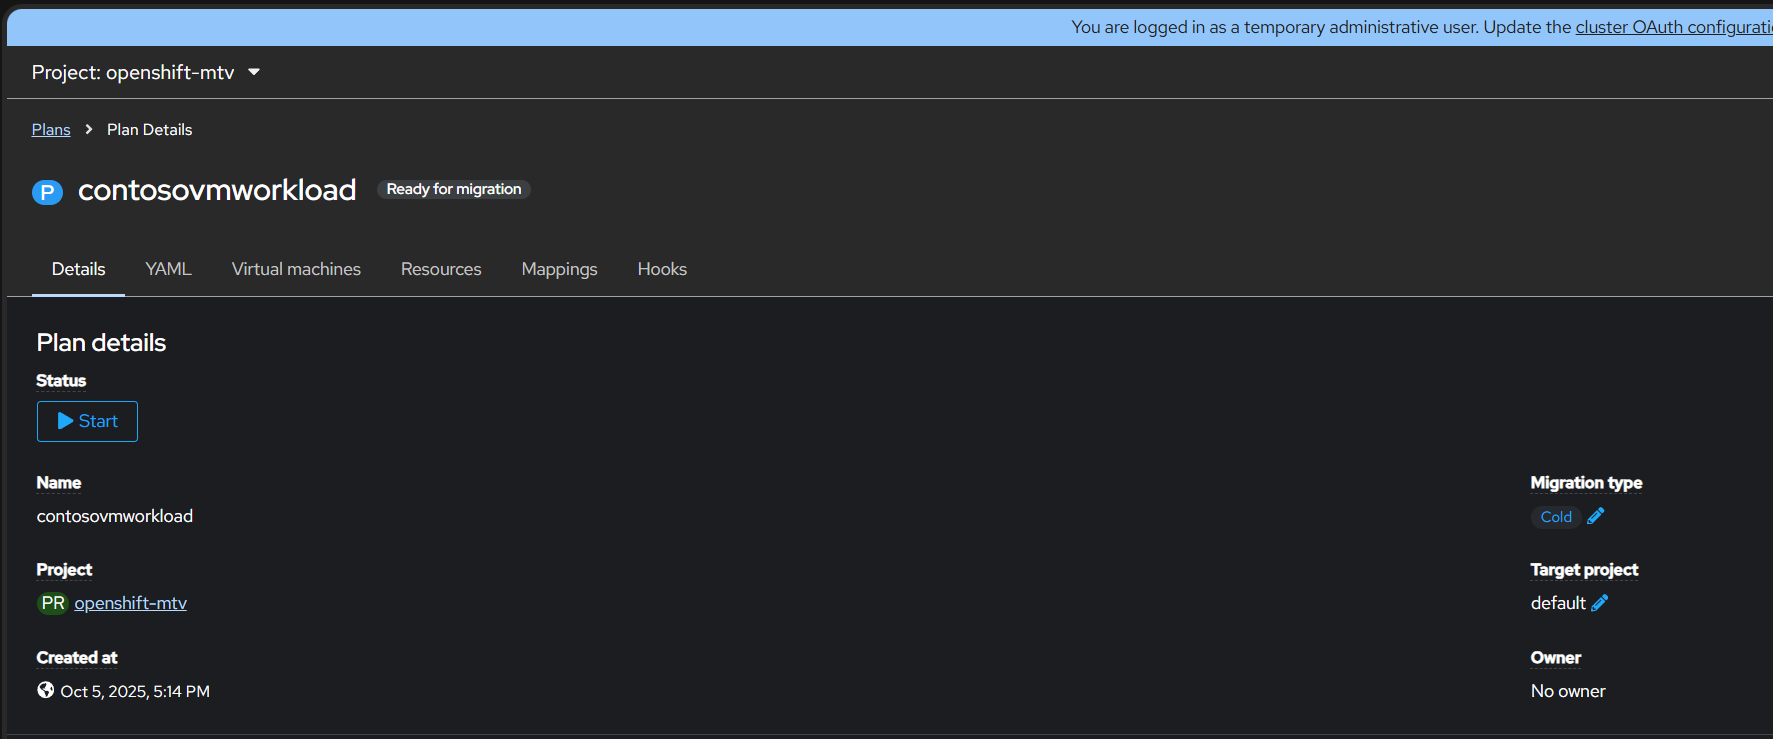 You are logged in as a temporary administrative user. Update the cluster OAuth configurati
Project: openshift-mtv
Plans > Plan Details
P contosovmworkload Ready for migration
Details YAML Virtual machines Resources Mappings Hooks
Plan details
Status
Start
Name
contosovmworkload
Migration type
Cold
Project
PR openshift-mtv
Target project
default
Created at
Oct 5, 2025, 5:14 PM
Owner
No owner